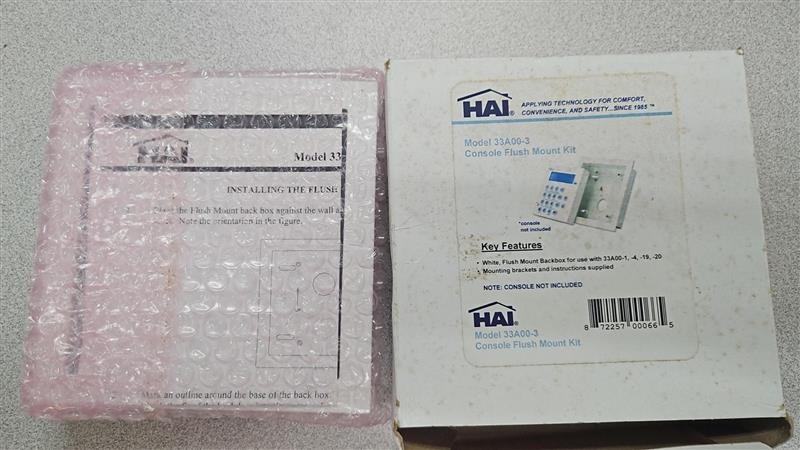 HAI
Model 33
INSTALLING THE FLUSH
the Flush Mount back box against the wall a
Note the orientation in the figure.
Mark an outline around the base of the back box
HAI®
APPLYING TECHNOLOGY FOR COMFORT,
CONVENIENCE, AND SAFETY...SINCE 1985 ™
Model 33A00-3
Console Flush Mount Kit
*console
not included
Key Features
• White, Flush Mount Backbox for use with 33A00-1, -4, -19, -20
• Mounting brackets and instructions supplied
NOTE: CONSOLE NOT INCLUDED
HAI®
Model 33A00-3
Console Flush Mount Kit
8 72257 00066 5